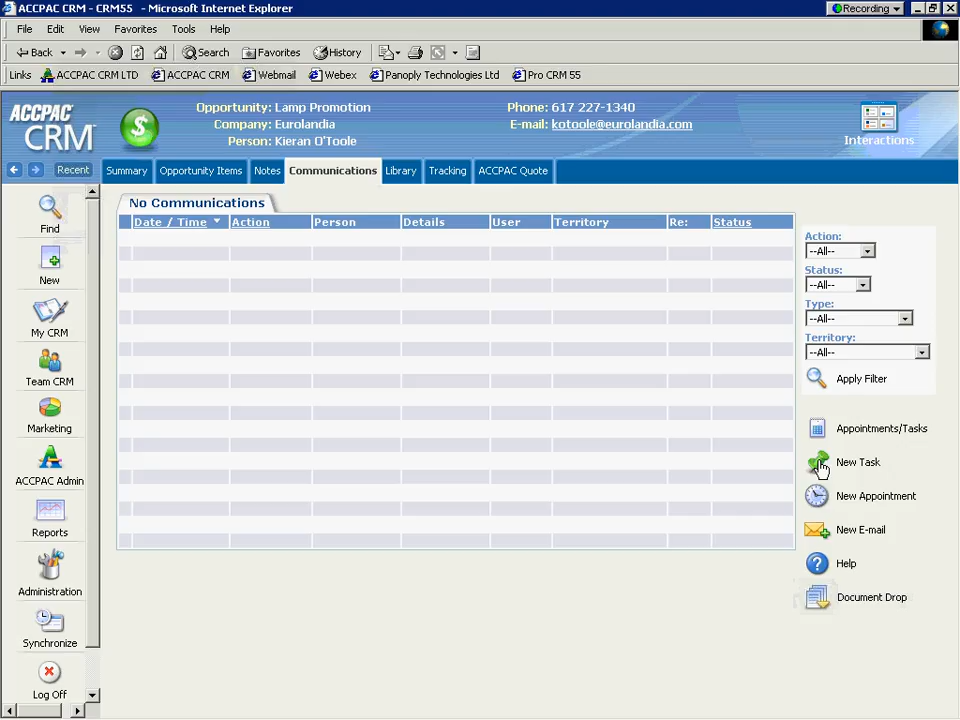 ACCPAC CRM - CRM55 - Microsoft Internet Explorer
Recording
File Edit View Favorites Tools Help
Back Search Favorites History
Links ACCPAC CRM LTD ACCPAC CRM Webmail Webex Panoply Technologies Ltd Pro CRM 55
ACCPAC CRM
Opportunity: Lamp Promotion
Company: Eurolandia
Person: Kieran O'Toole
Phone: 617 227-1340
E-mail: kotoole@eurolandia.com
Interactions
Recent Summary Opportunity Items Notes Communications Library Tracking ACCPAC Quote
Find
New
My CRM
Team CRM
Marketing
ACCPAC Admin
Reports
Administration
Synchronize
Log Off
No Communications
Date / Time Action Person Details User Territory Re: Status
Action:
--All--
Status:
--All--
Type:
--All--
Territory:
--All--
Apply Filter
Appointments/Tasks
New Task
New Appointment
New E-mail
Help
Document Drop